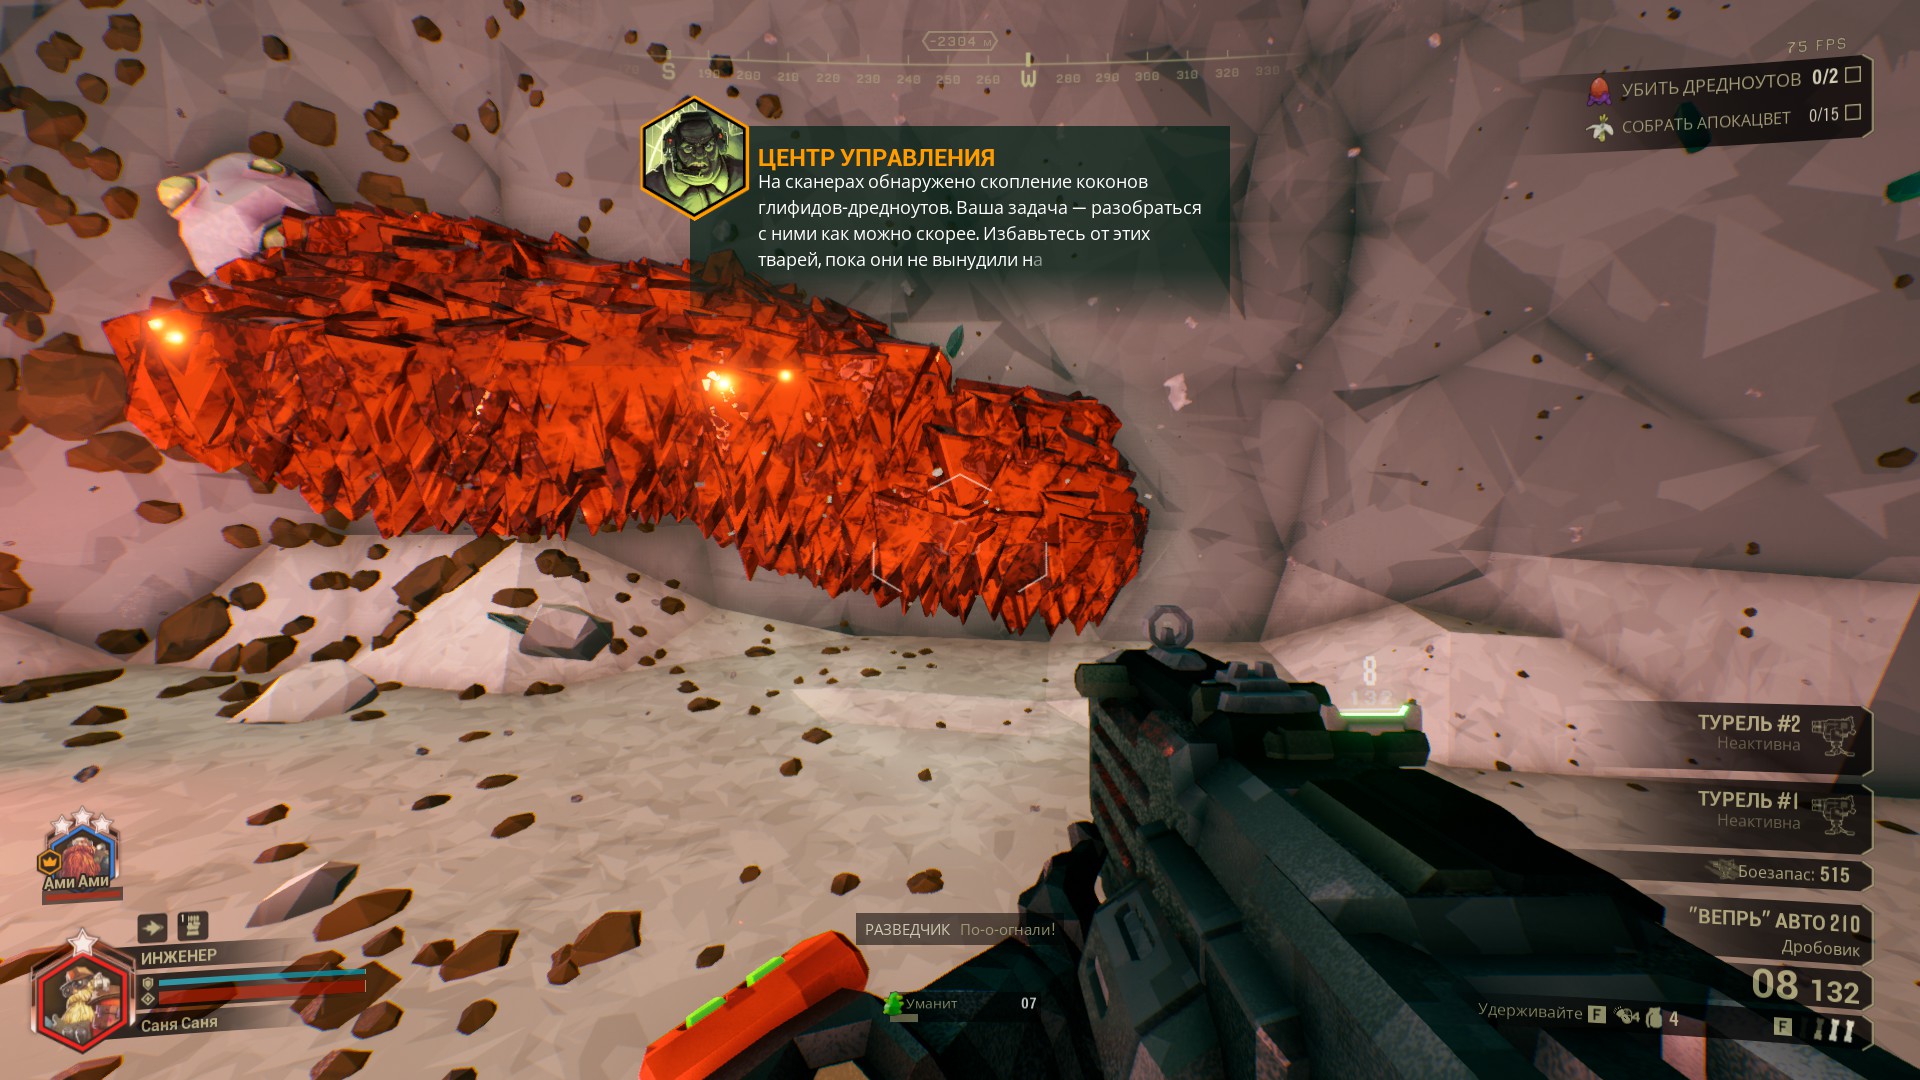 -2304 м
S 190 200 210 220 230 240 250 260 W 280 290 300 310 320 330
75 FPS
УБИТЬ ДРЕДНОУТОВ 0/2
СОБРАТЬ АПОКАЦВЕТ 0/15
ЦЕНТР УПРАВЛЕНИЯ
На сканерах обнаружено скопление коконов
глифидов-дредноутов. Ваша задача — разобраться
с ними как можно скорее. Избавьтесь от этих
тварей, пока они не вынудили на
8
132
ТУРЕЛЬ #2
Неактивна
ТУРЕЛЬ #1
Неактивна
Боезапас: 515
"ВЕПРЬ" АВТО 210
Дробовик
08 132
Удерживайте F 4 4
F
Ами Ами
1
ИНЖЕНЕР
Саня Саня
РАЗВЕДЧИК По-о-огнали!
Уманит 07